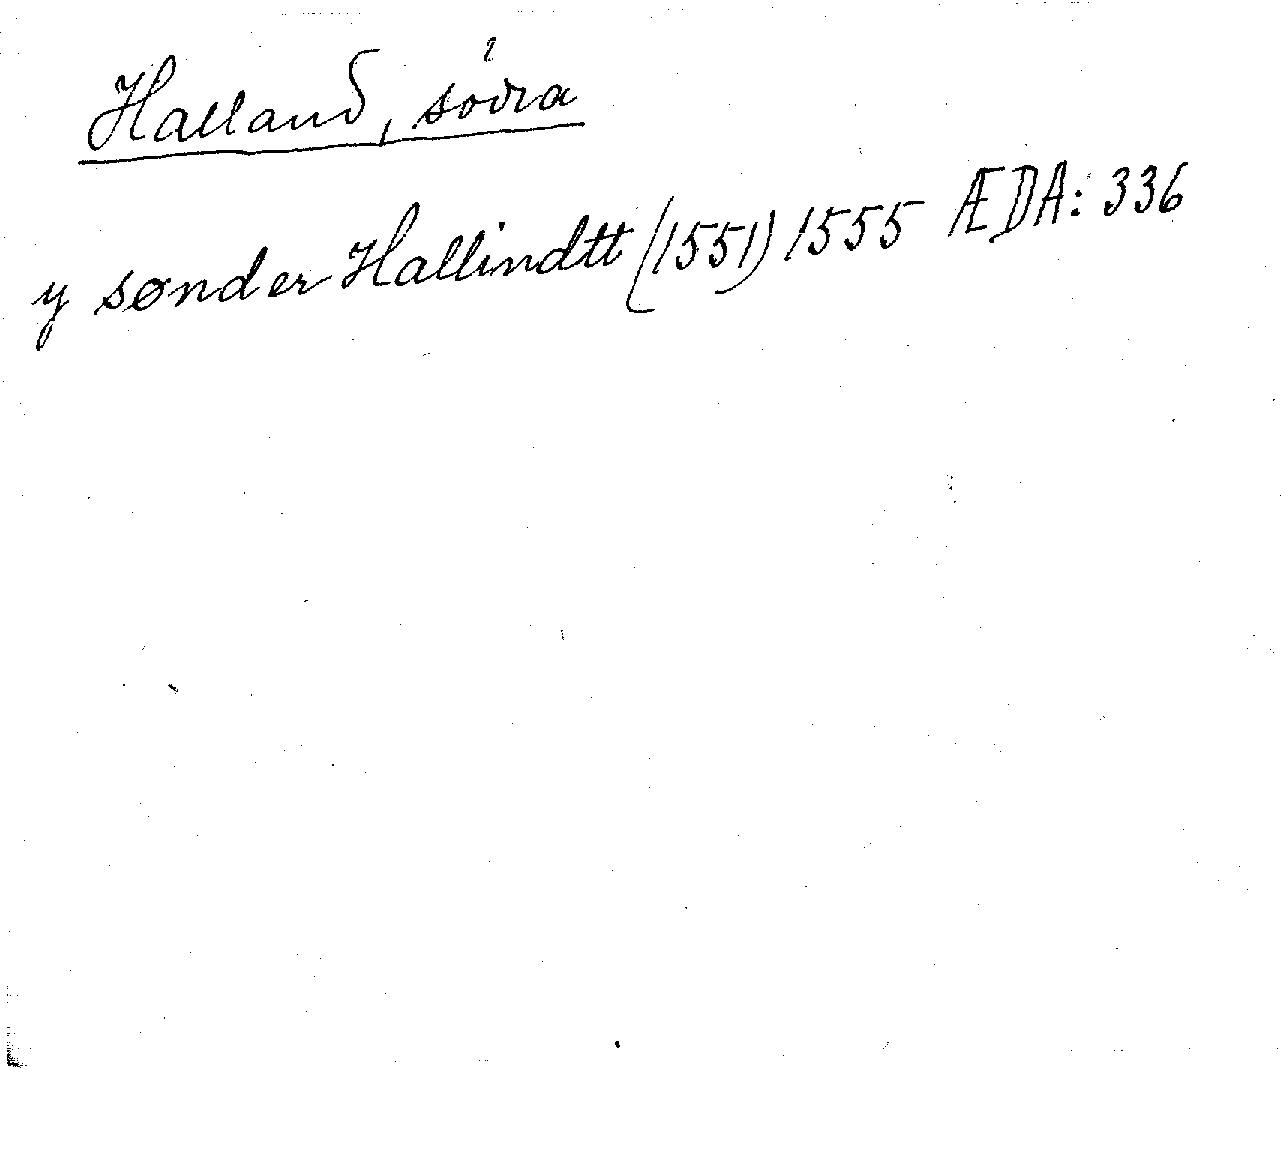 Halland, södra
y sønder Hallindtt (1551) 1555 ÆDA: 336